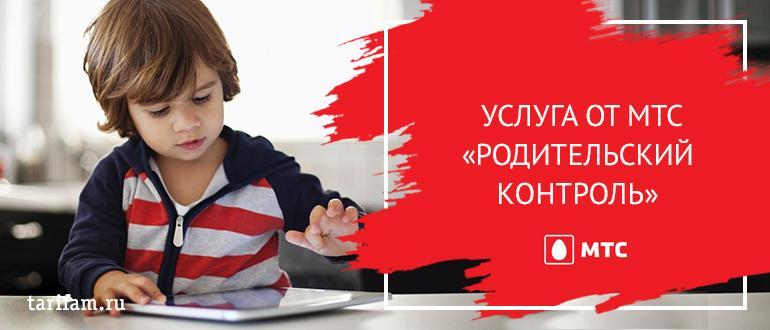 УСЛУГА ОТ МТС
«РОДИТЕЛЬСКИЙ
КОНТРОЛЬ»
МТС
tarifam.ru